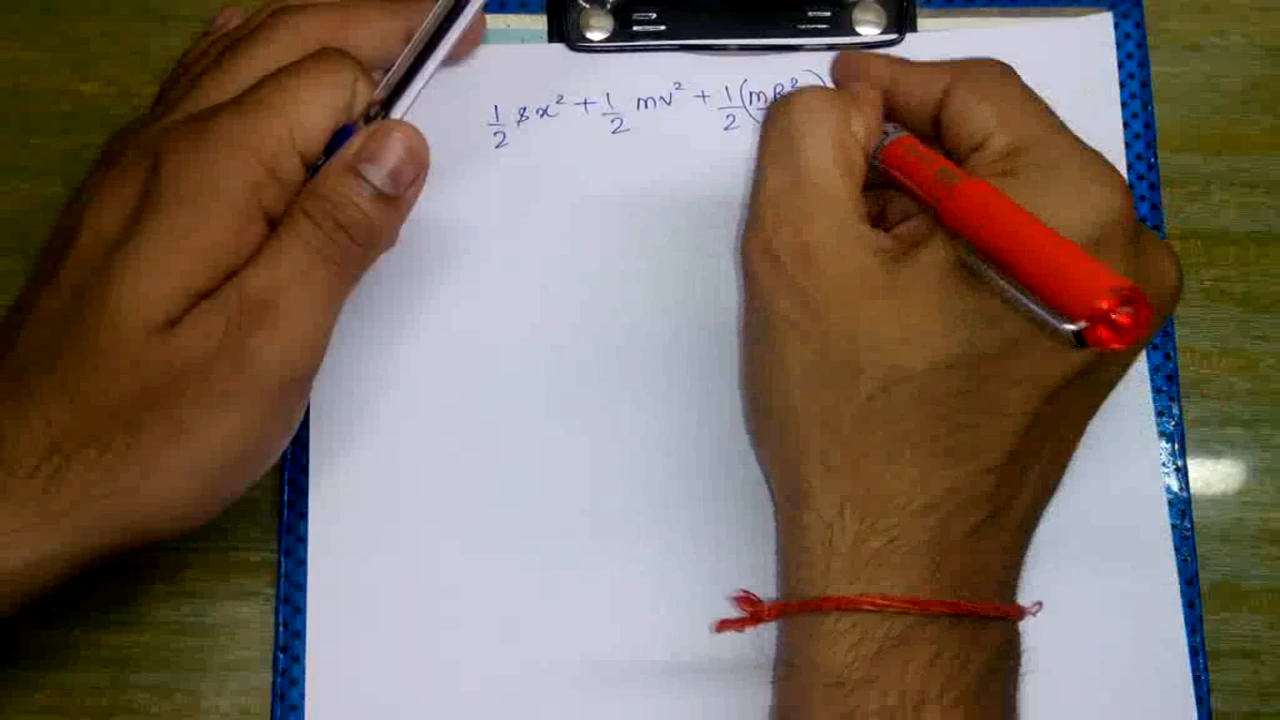 1/2 kx² + 1/2 mv² + 1/2 (mR²